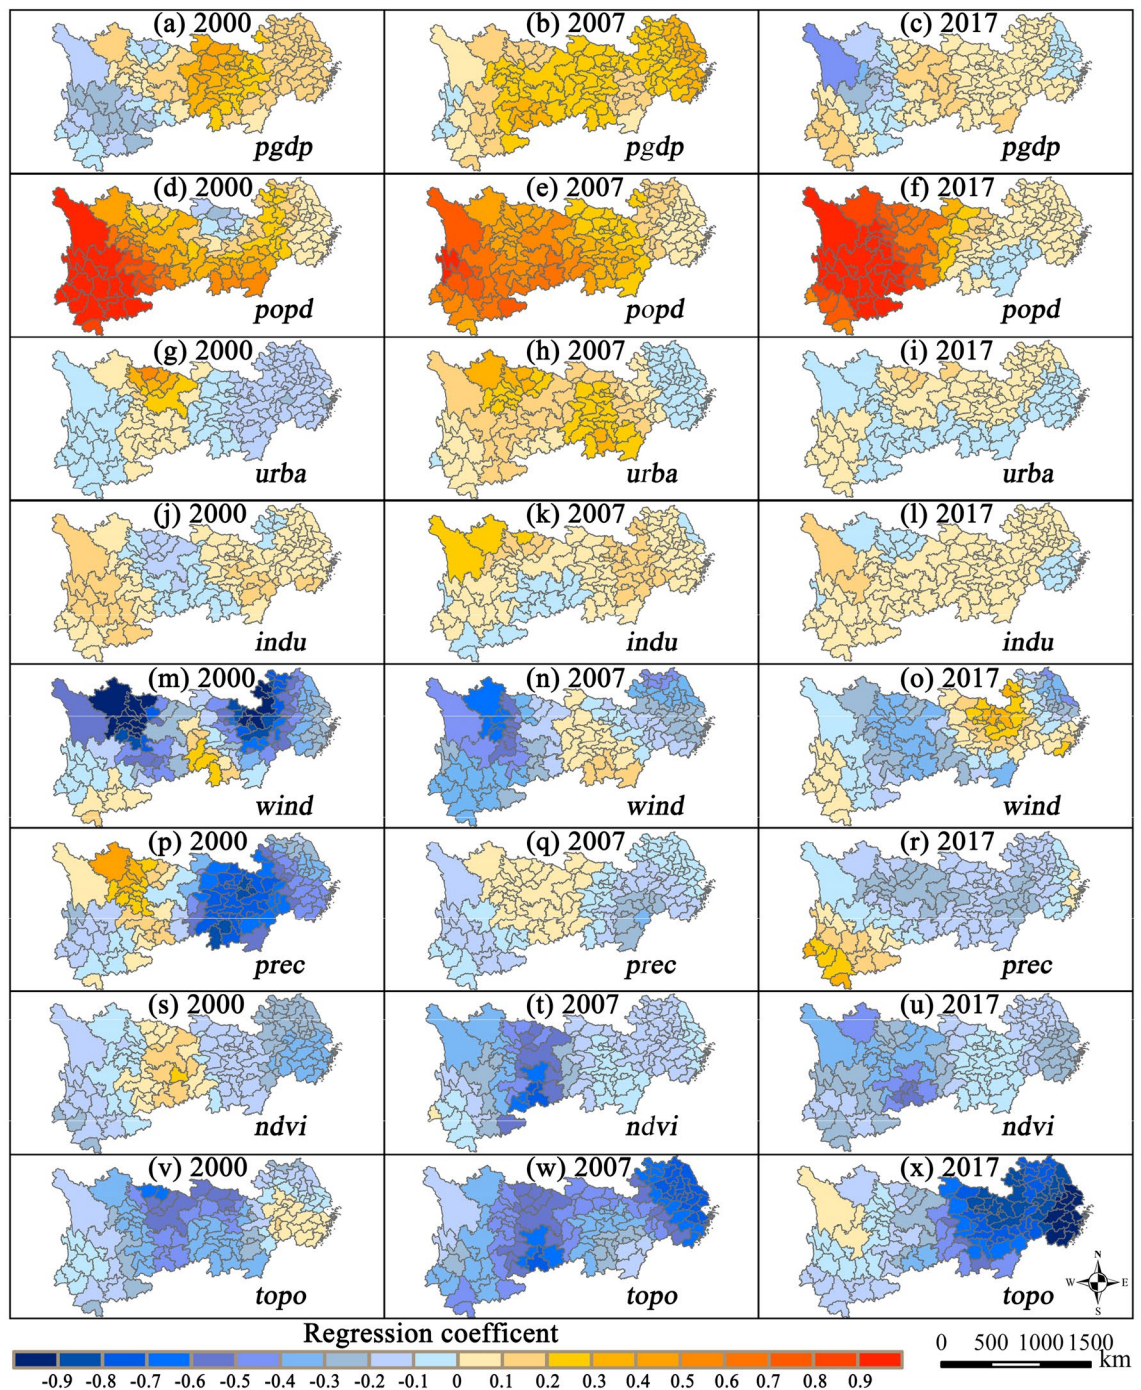 (a) 2000 (b) 2007 (c) 2017
pgdp pgdp pgdp
(d) 2000 (e) 2007 (f) 2017
popd popd popd
(g) 2000 (h) 2007 (i) 2017
urba urba urba
(j) 2000 (k) 2007 (l) 2017
indu indu indu
(m) 2000 (n) 2007 (o) 2017
wind wind wind
(p) 2000 (q) 2007 (r) 2017
prec prec prec
(s) 2000 (t) 2007 (u) 2017
ndvi ndvi ndvi
(v) 2000 (w) 2007 (x) 2017
N
W E
S
topo topo topo
Regression coefficent
0 500 1000 1500
km
-0.9 -0.8 -0.7 -0.6 -0.5 -0.4 -0.3 -0.2 -0.1 0 0.1 0.2 0.3 0.4 0.5 0.6 0.7 0.8 0.9